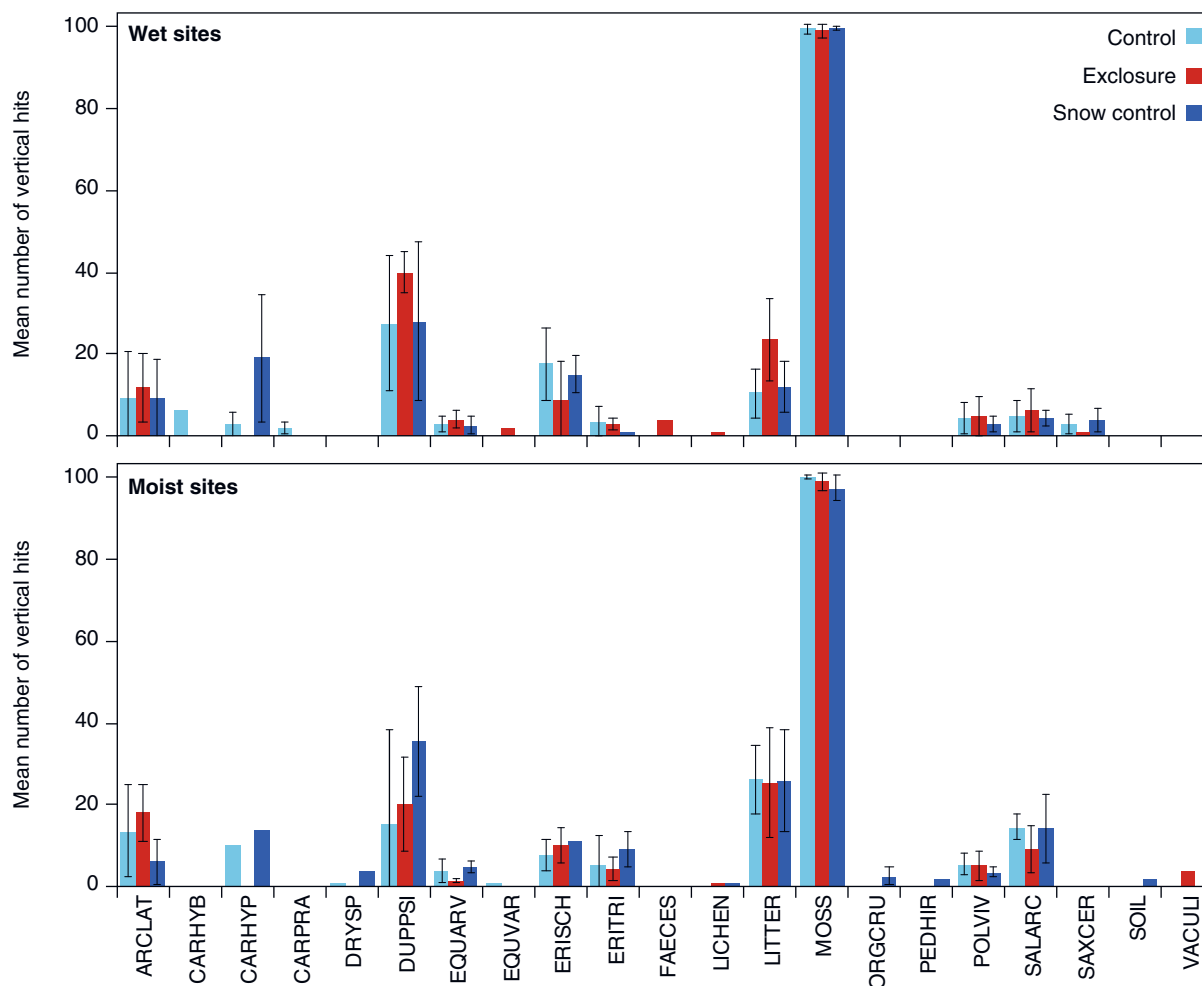 Wet sites
Control
Exclosure
Snow control
Mean number of vertical hits
100
80
60
40
20
0
Moist sites
Mean number of vertical hits
100
80
60
40
20
0
ARCLAT
CARHYB
CARHYP
CARPRA
DRYSP
DUPPSI
EQUARV
EQUVAR
ERISCH
ERITRI
FAECES
LICHEN
LITTER
MOSS
ORGCRU
PEDHIR
POLVIV
SALARC
SAXCER
SOIL
VACULI